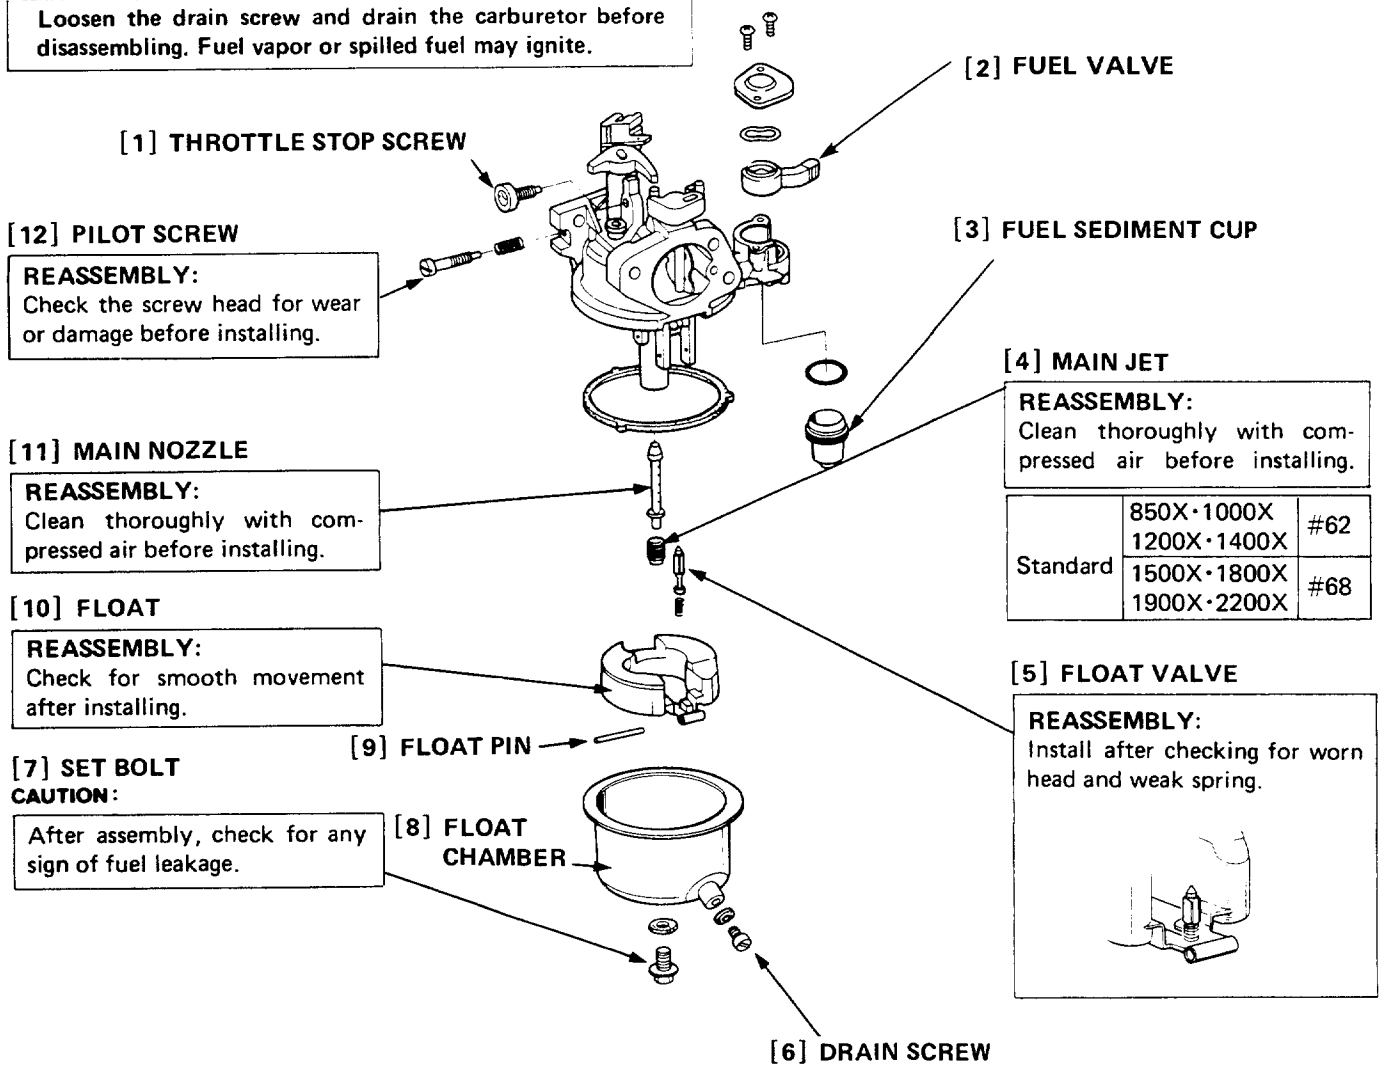 Loosen the drain screw and drain the carburetor before
disassembling. Fuel vapor or spilled fuel may ignite.
[2] FUEL VALVE
[1] THROTTLE STOP SCREW
[12] PILOT SCREW
REASSEMBLY:
Check the screw head for wear
or damage before installing.
[3] FUEL SEDIMENT CUP
[4] MAIN JET
REASSEMBLY:
Clean thoroughly with com-
pressed air before installing.
Standard
850X·1000X
1200X·1400X
#62
1500X·1800X
1900X·2200X
#68
[11] MAIN NOZZLE
REASSEMBLY:
Clean thoroughly with com-
pressed air before installing.
[10] FLOAT
REASSEMBLY:
Check for smooth movement
after installing.
[5] FLOAT VALVE
REASSEMBLY:
Install after checking for worn
head and weak spring.
[9] FLOAT PIN
[7] SET BOLT
CAUTION:
After assembly, check for any
sign of fuel leakage.
[8] FLOAT
CHAMBER
[6] DRAIN SCREW